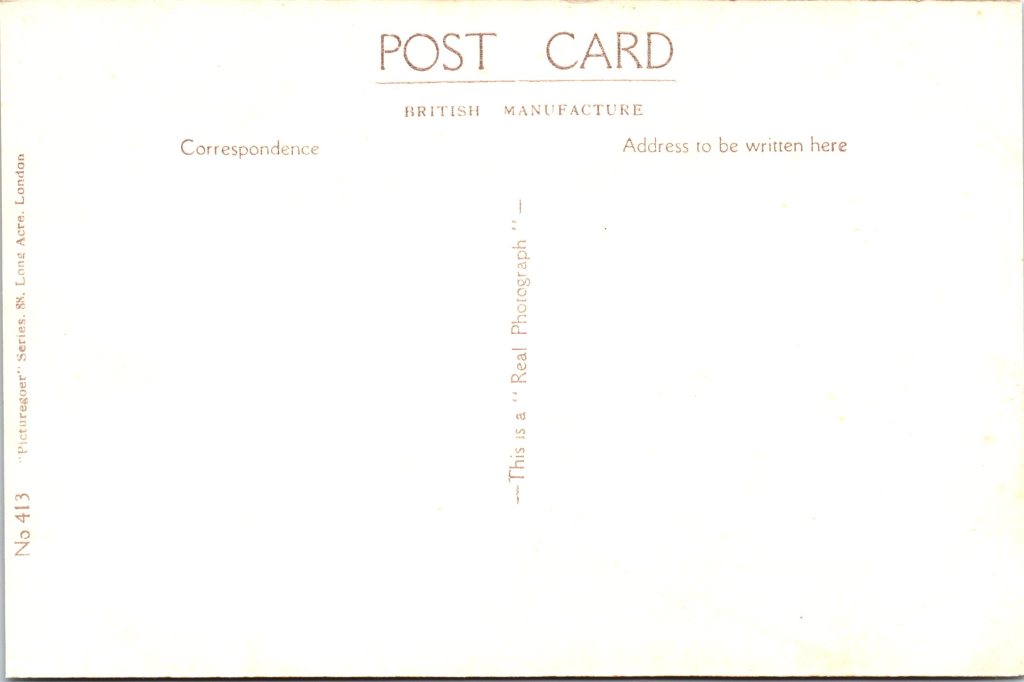 POST CARD
BRITISH MANUFACTURE
Correspondence
Address to be written here
—This is a "Real Photograph"—
No 413 "Picturegoer" Series. 88. Long Acre. London